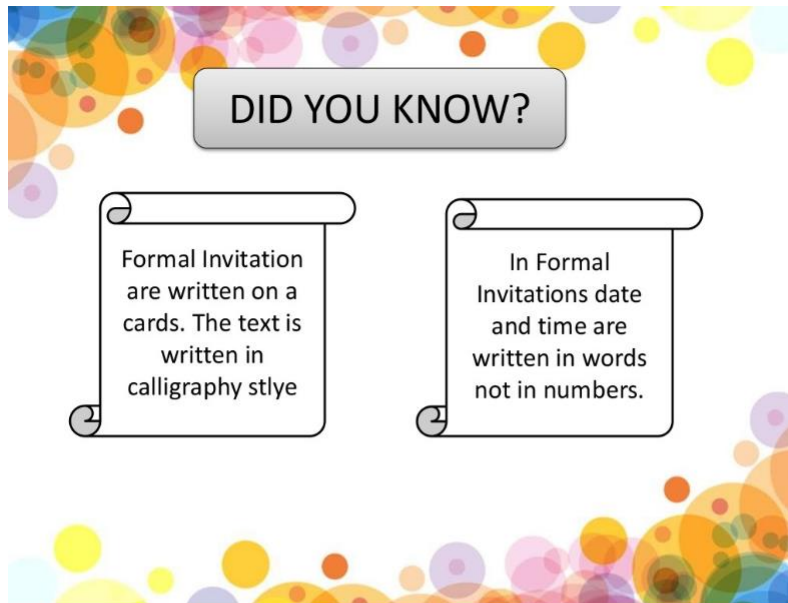 DID YOU KNOW?
Formal Invitation
are written on a
cards. The text is
written in
calligraphy stlye
In Formal
Invitations date
and time are
written in words
not in numbers.